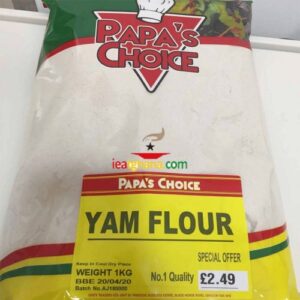 PAPA'S
CHOICE
ieatghana.com
PAPA'S CHOICE
YAM FLOUR
SPECIAL OFFER
Keep in Cool Dry Place
WEIGHT 1KG
BBE 20/04/20
No.1 Quality
£2.49